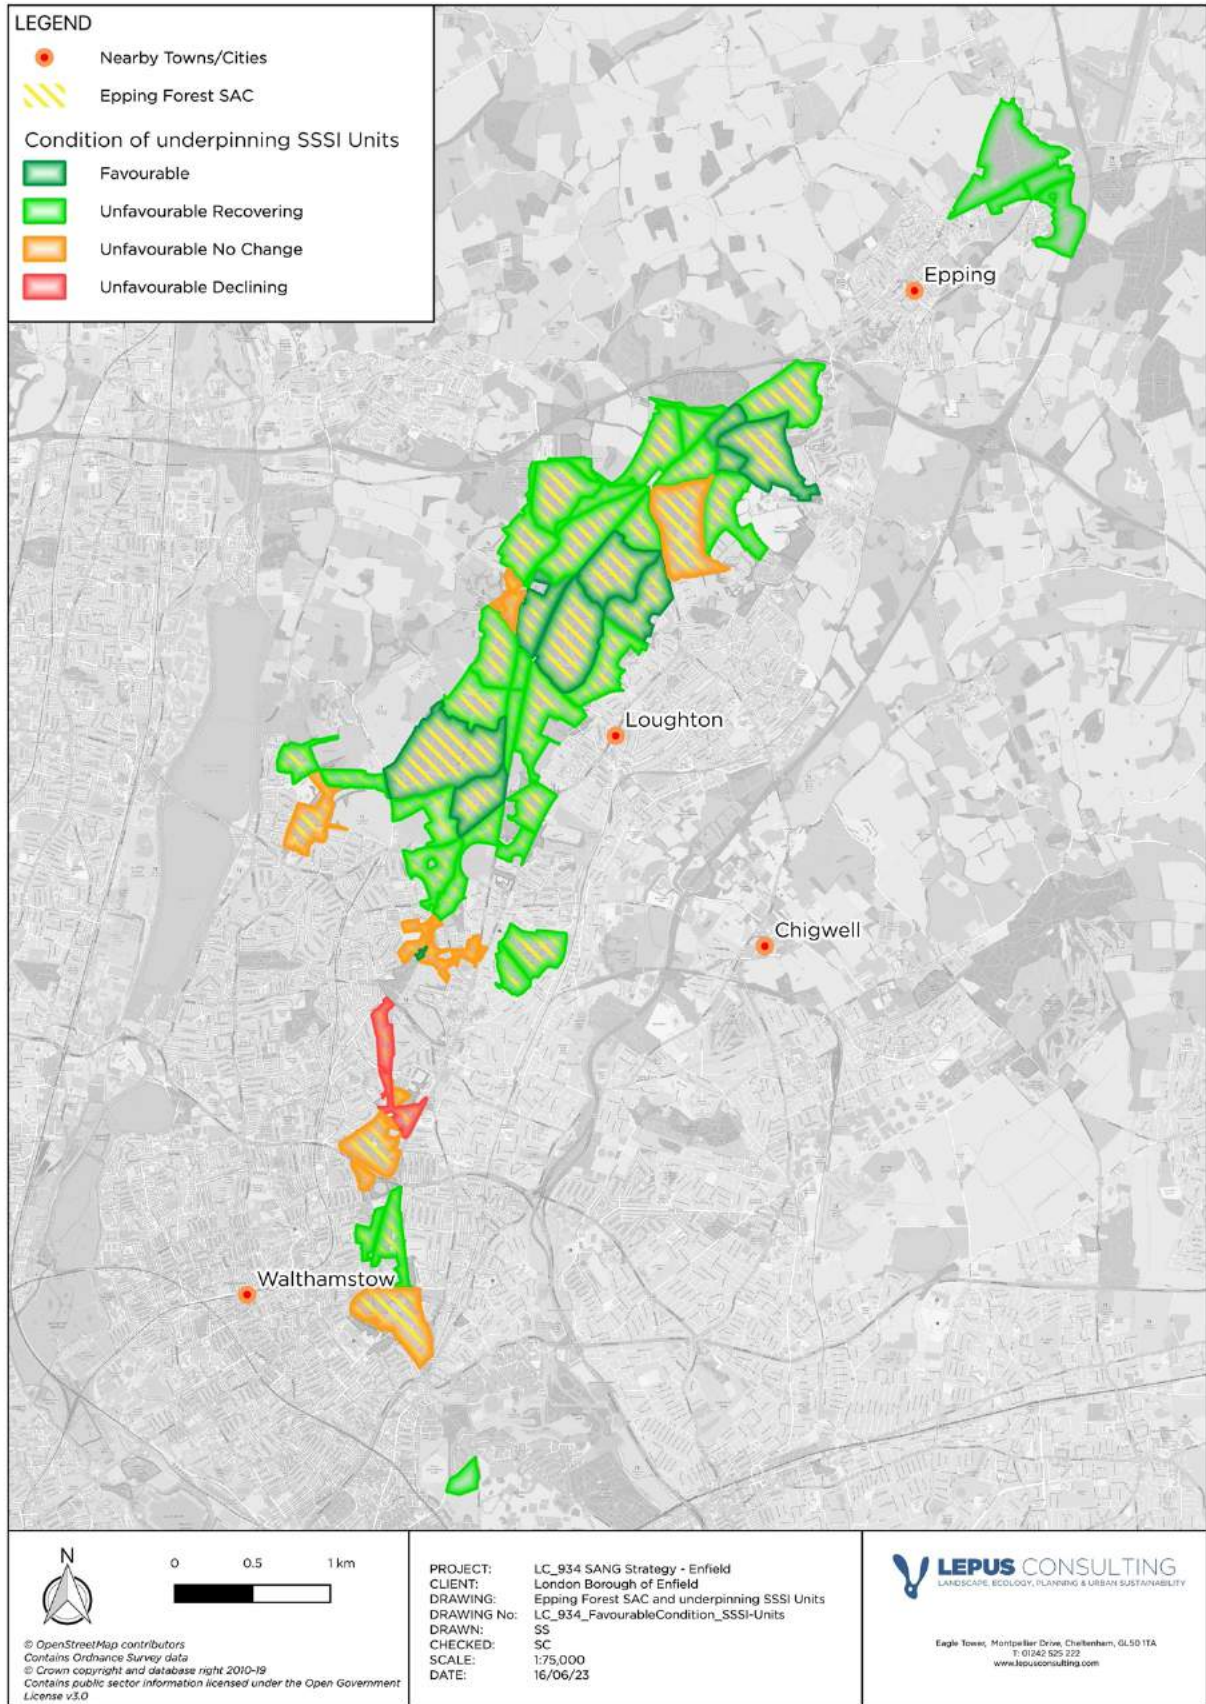 LEGEND
Nearby Towns/Cities
Epping Forest SAC
Condition of underpinning SSSI Units
Favourable
Unfavourable Recovering
Unfavourable No Change
Unfavourable Declining
Epping
Loughton
Chigwell
Walthamstow
N
0 0.5 1 km
© OpenStreetMap contributors
Contains Ordnance Survey data
© Crown copyright and database right 2010-19
Contains public sector information licensed under the Open Government
License v3.0
PROJECT: LC_934 SANG Strategy - Enfield
CLIENT: London Borough of Enfield
DRAWING: Epping Forest SAC and underpinning SSSI Units
DRAWING No: LC_934_FavourableCondition_SSSI-Units
DRAWN: SS
CHECKED: SC
SCALE: 1:75,000
DATE: 16/06/23
LEPUS CONSULTING
LANDSCAPE, ECOLOGY, PLANNING & URBAN SUSTAINABILITY
Eagle Tower, Montpellier Drive, Cheltenham, GL50 1TA
T: 01242 525 222
www.lepusconsulting.com